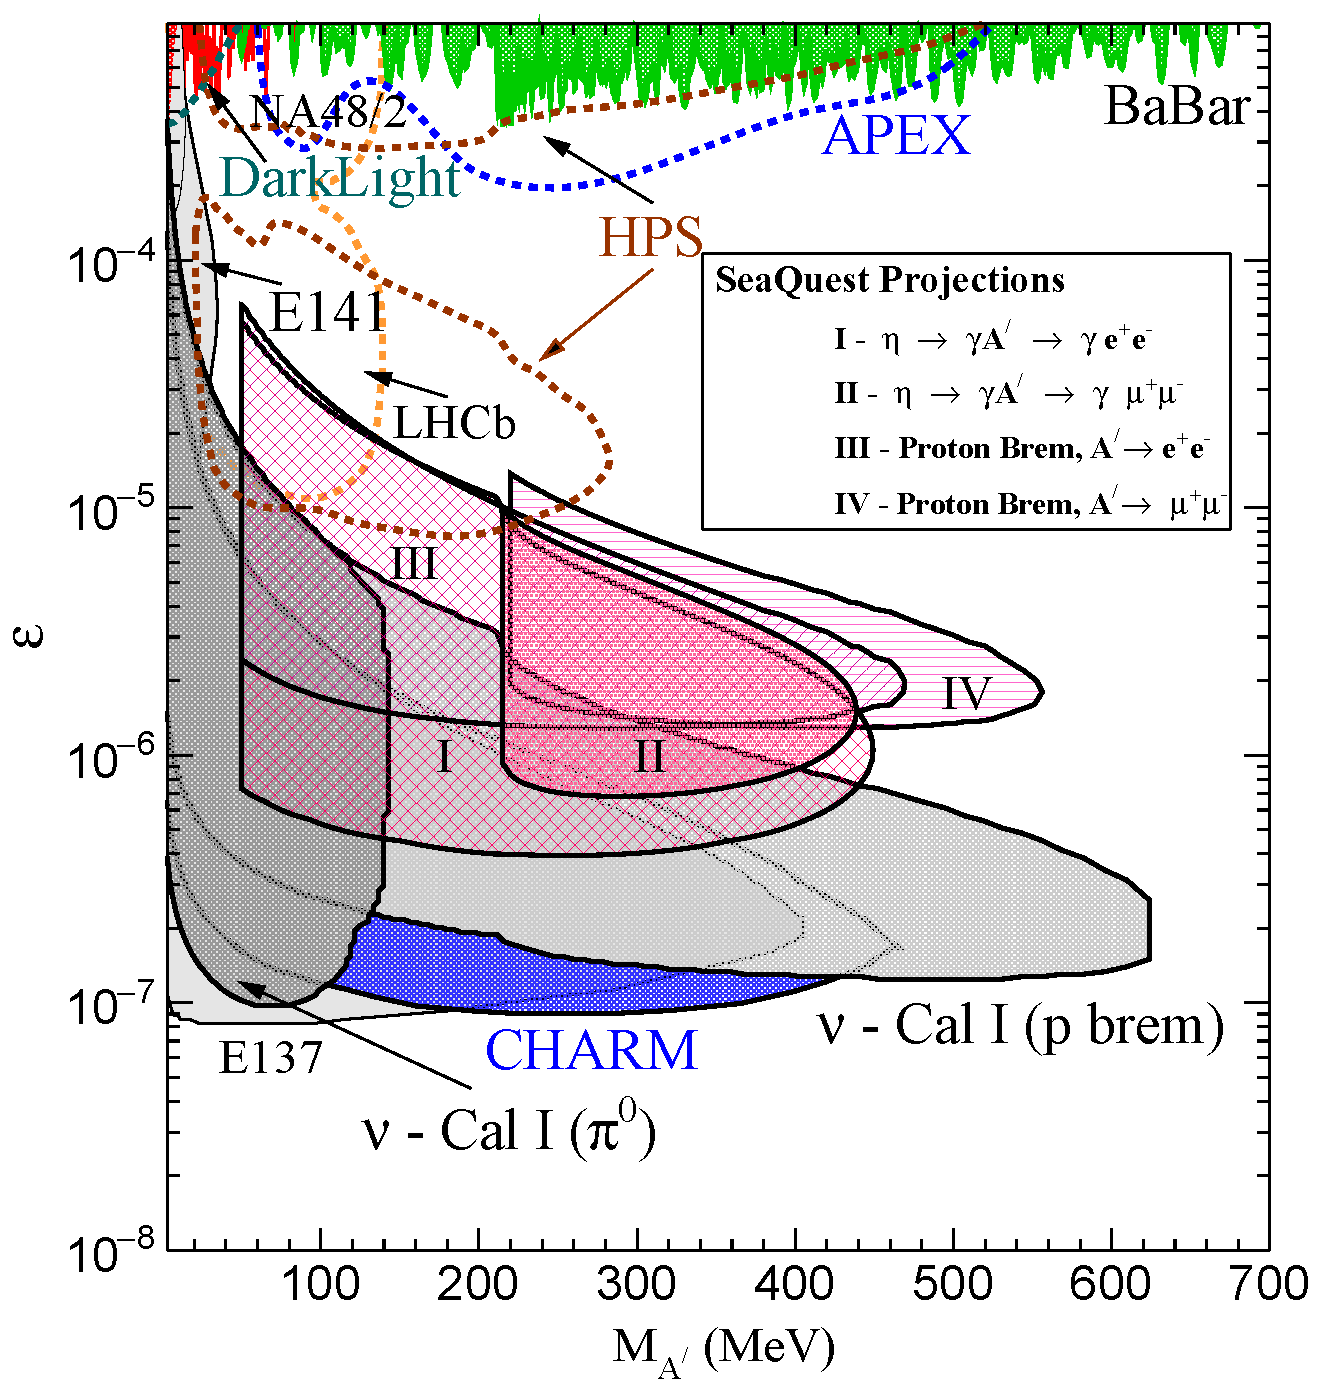 NA48/2
BaBar
APEX
DarkLight
HPS
10⁻⁴
E141
LHCb
SeaQuest Projections
I - η → γA′ → γ e⁺e⁻
II - η → γA′ → γ μ⁺μ⁻
III - Proton Brem, A′→ e⁺e⁻
IV - Proton Brem, A′→ μ⁺μ⁻
10⁻⁵
III
ε
IV
10⁻⁶
I
II
10⁻⁷
ν - Cal I (p brem)
E137
CHARM
ν - Cal I (π⁰)
10⁻⁸
100 200 300 400 500 600 700
M_A′ (MeV)